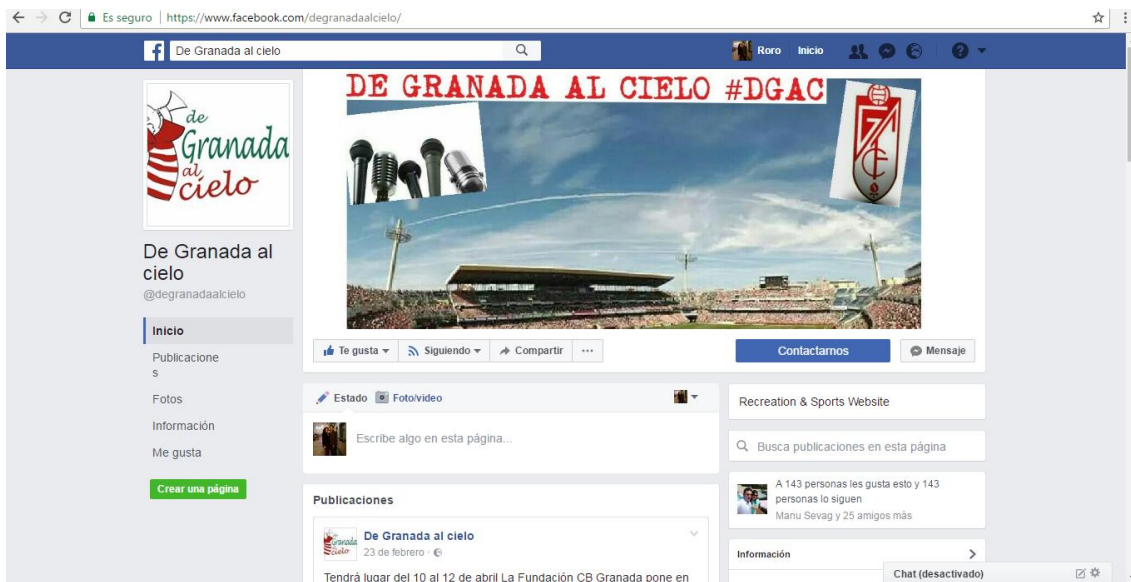 Es seguro | https://www.facebook.com/degranadaalcielo/
De Granada al cielo
Roro Inicio
de
Granada
al
cielo
DE GRANADA AL CIELO #DGAC
De Granada al
cielo
@degranadaalcielo
Inicio
Publicacione
s
Fotos
Información
Me gusta
Crear una página
Te gusta Siguiendo Compartir ...
Contactarnos Mensaje
Estado Foto/video
Escribe algo en esta página...
Recreation & Sports Website
Busca publicaciones en esta página
A 143 personas les gusta esto y 143
personas lo siguen
Manu Sevag y 25 amigos más
Publicaciones
De Granada al cielo
23 de febrero ·
Tendrá lugar del 10 al 12 de abril La Fundación CB Granada pone en
Información
Chat (desactivado)